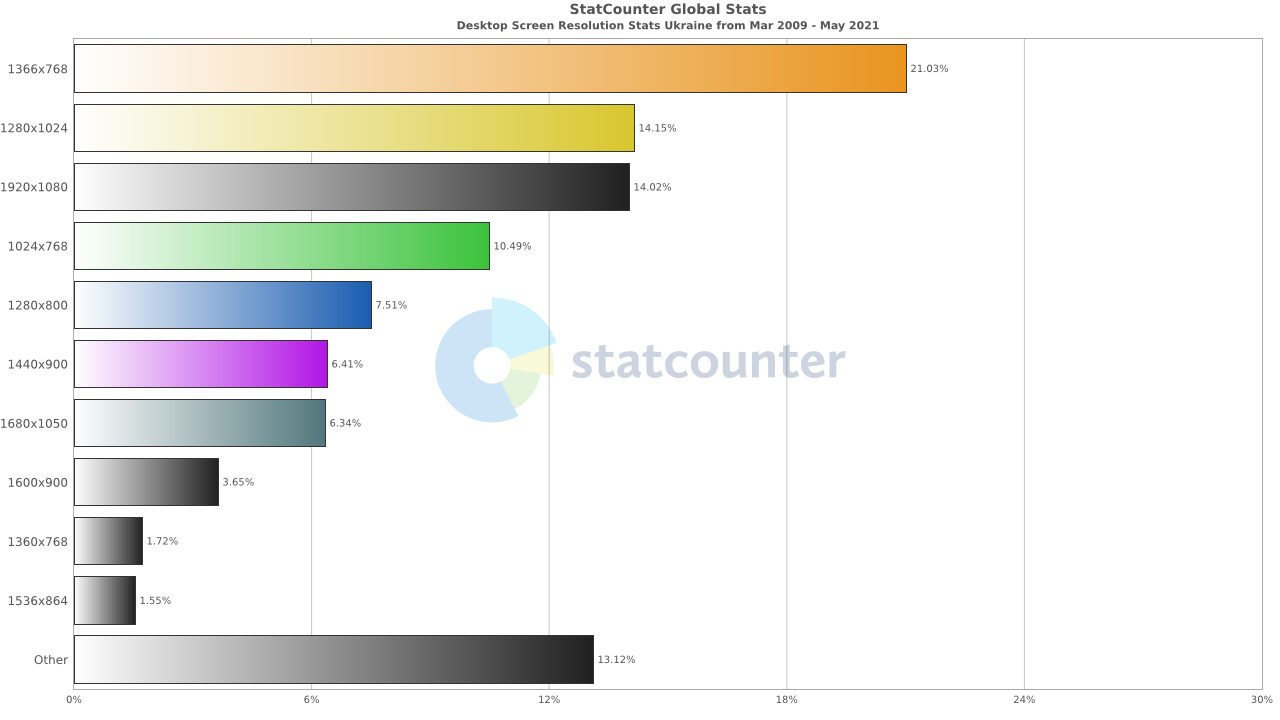 StatCounter Global Stats
Desktop Screen Resolution Stats Ukraine from Mar 2009 - May 2021
1366x768 21.03%
1280x1024 14.15%
1920x1080 14.02%
1024x768 10.49%
1280x800 7.51%
1440x900 6.41%
statcounter
1680x1050 6.34%
1600x900 3.65%
1360x768 1.72%
1536x864 1.55%
Other 13.12%
0% 6% 12% 18% 24% 30%